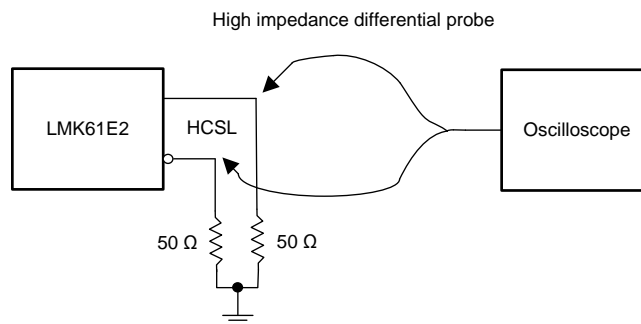 High impedance differential probe
LMK61E2
HCSL
Oscilloscope
50 Ω
50 Ω